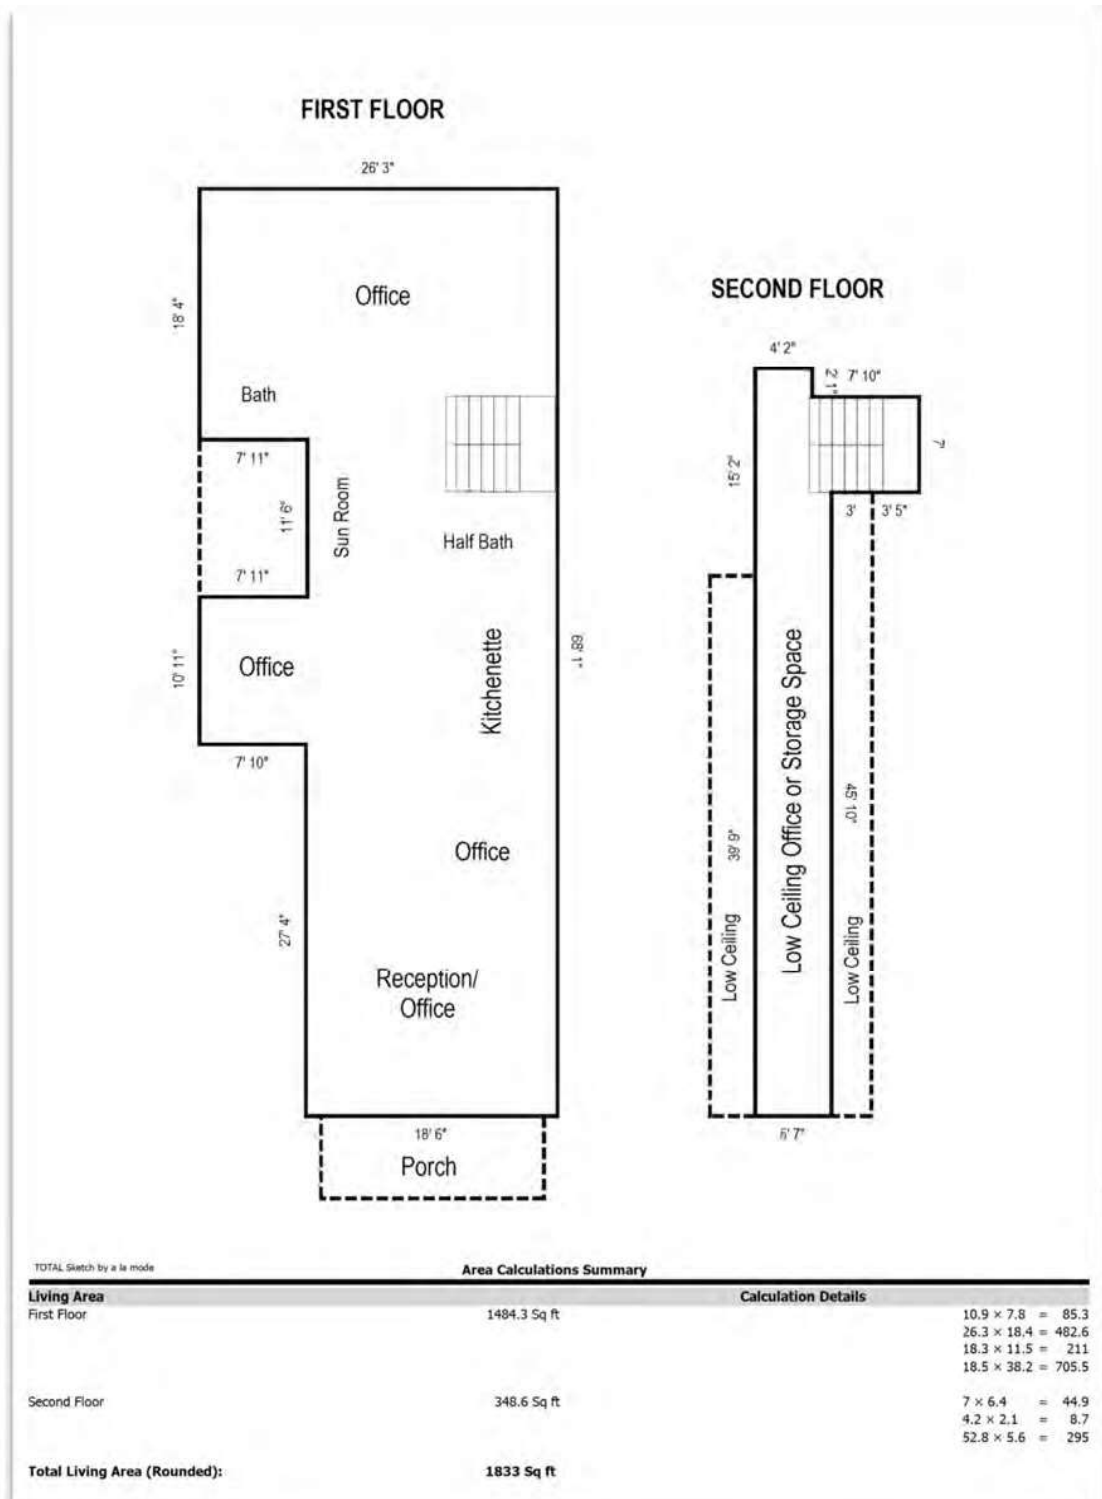 FIRST FLOOR
26' 3"
18' 4"
Office
Bath
7' 11"
11' 6"
Sun Room
7' 11"
Half Bath
10' 11"
Office
Kitchenette
68' 1"
7' 10"
Office
27' 4"
Reception/
Office
18' 6"
Porch
SECOND FLOOR
4' 2"
2' 1"
7' 10"
7'
15' 2"
3'
3' 5"
Low Ceiling Office or Storage Space
39' 9"
45' 10"
Low Ceiling
Low Ceiling
6' 7"
TOTAL Sketch by a la mode
Area Calculations Summary
Living Area Calculation Details
First Floor 1484.3 Sq ft 10.9 × 7.8 = 85.3
26.3 × 18.4 = 482.6
18.3 × 11.5 = 211
18.5 × 38.2 = 705.5
Second Floor 348.6 Sq ft 7 × 6.4 = 44.9
4.2 × 2.1 = 8.7
52.8 × 5.6 = 295
Total Living Area (Rounded): 1833 Sq ft